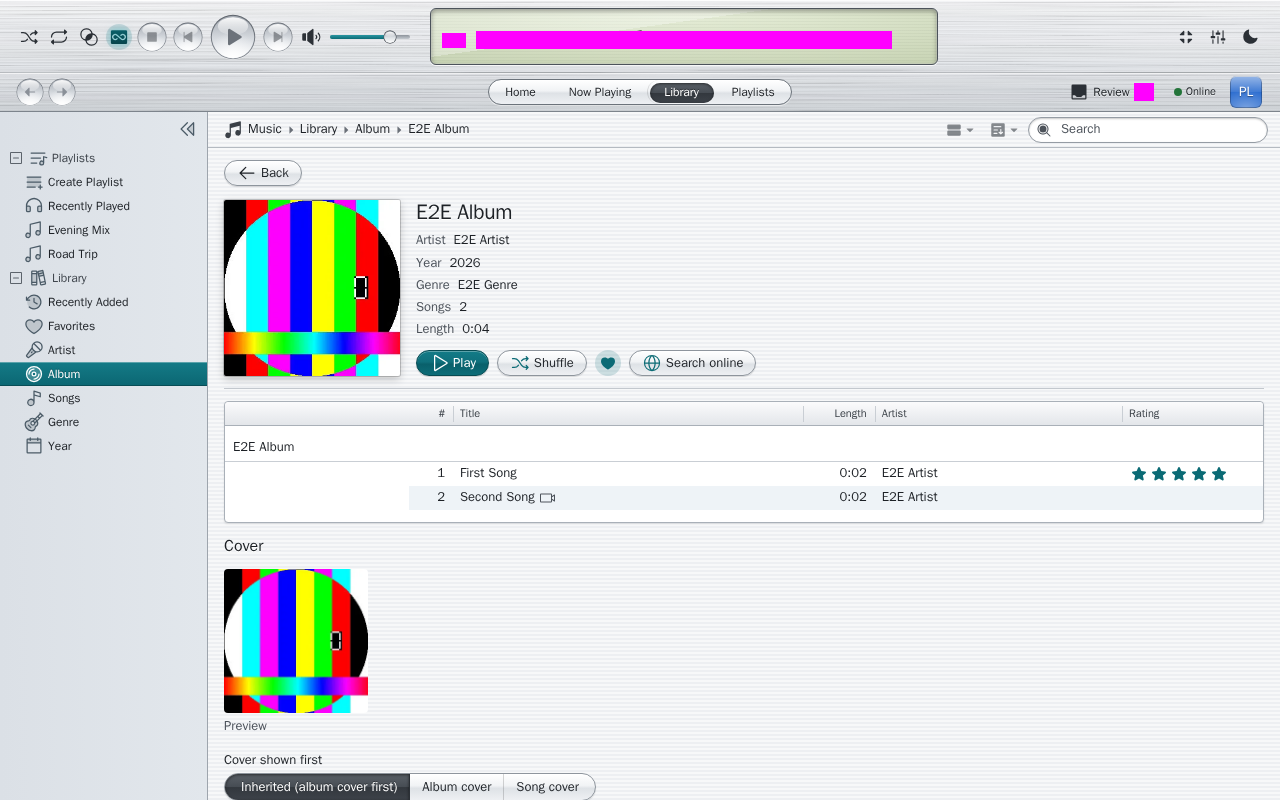 Home
Now Playing
Library
Playlists
Review
Online
PL
Music
Library
Album
E2E Album
Search
Playlists
Create Playlist
Recently Played
Evening Mix
Road Trip
Library
Recently Added
Favorites
Artist
Album
Songs
Genre
Year
Back
E2E Album
Artist E2E Artist
Year 2026
Genre E2E Genre
Songs 2
Length 0:04
Play
Shuffle
Search online
# Title Length Artist Rating
E2E Album
1 First Song 0:02 E2E Artist
2 Second Song 0:02 E2E Artist
Cover
Preview
Cover shown first
Inherited (album cover first)
Album cover
Song cover